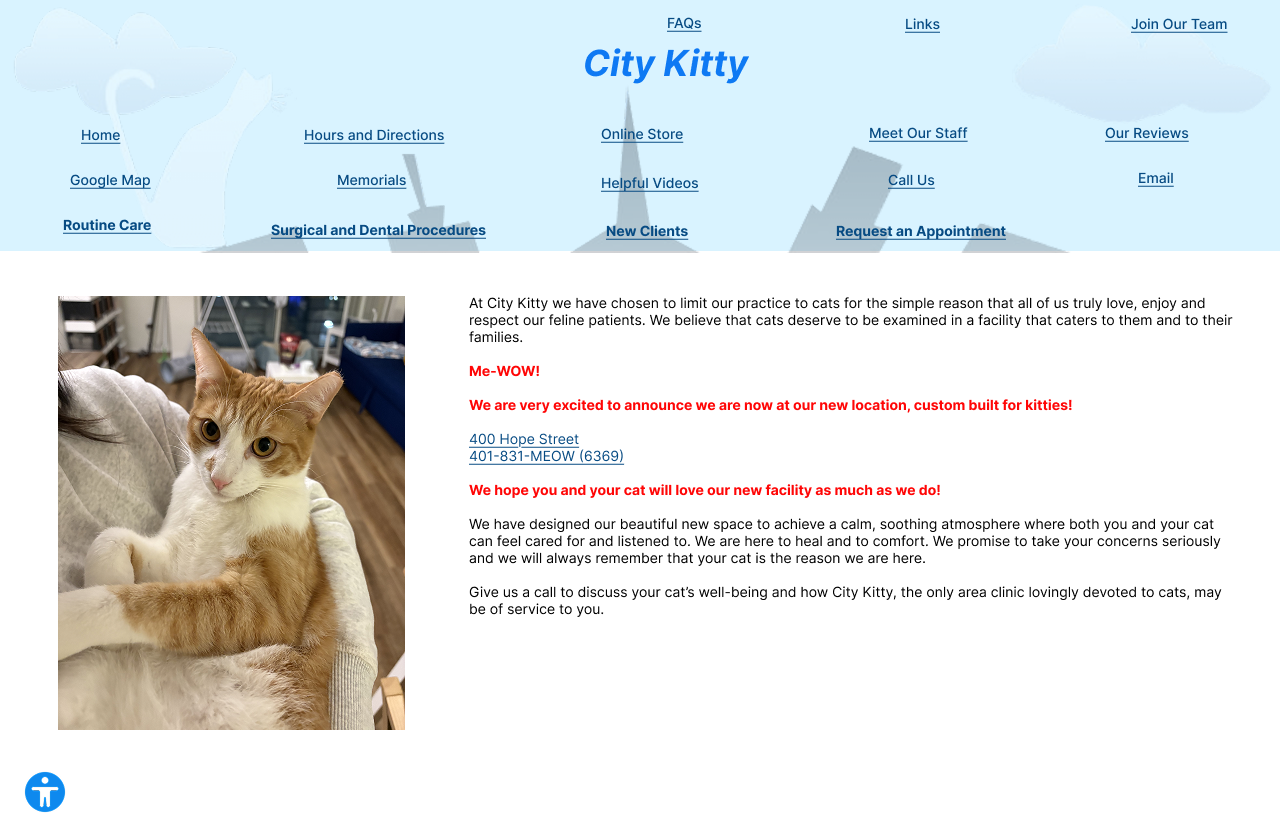 FAQs
Links
Join Our Team
City Kitty
Home
Hours and Directions
Online Store
Meet Our Staff
Our Reviews
Google Map
Memorials
Helpful Videos
Call Us
Email
Routine Care
Surgical and Dental Procedures
New Clients
Request an Appointment
At City Kitty we have chosen to limit our practice to cats for the simple reason that all of us truly love, enjoy and
respect our feline patients. We believe that cats deserve to be examined in a facility that caters to them and to their
families.
Me-WOW!
We are very excited to announce we are now at our new location, custom built for kitties!
400 Hope Street
401-831-MEOW (6369)
We hope you and your cat will love our new facility as much as we do!
We have designed our beautiful new space to achieve a calm, soothing atmosphere where both you and your cat
can feel cared for and listened to. We are here to heal and to comfort. We promise to take your concerns seriously
and we will always remember that your cat is the reason we are here.
Give us a call to discuss your cat’s well-being and how City Kitty, the only area clinic lovingly devoted to cats, may
be of service to you.